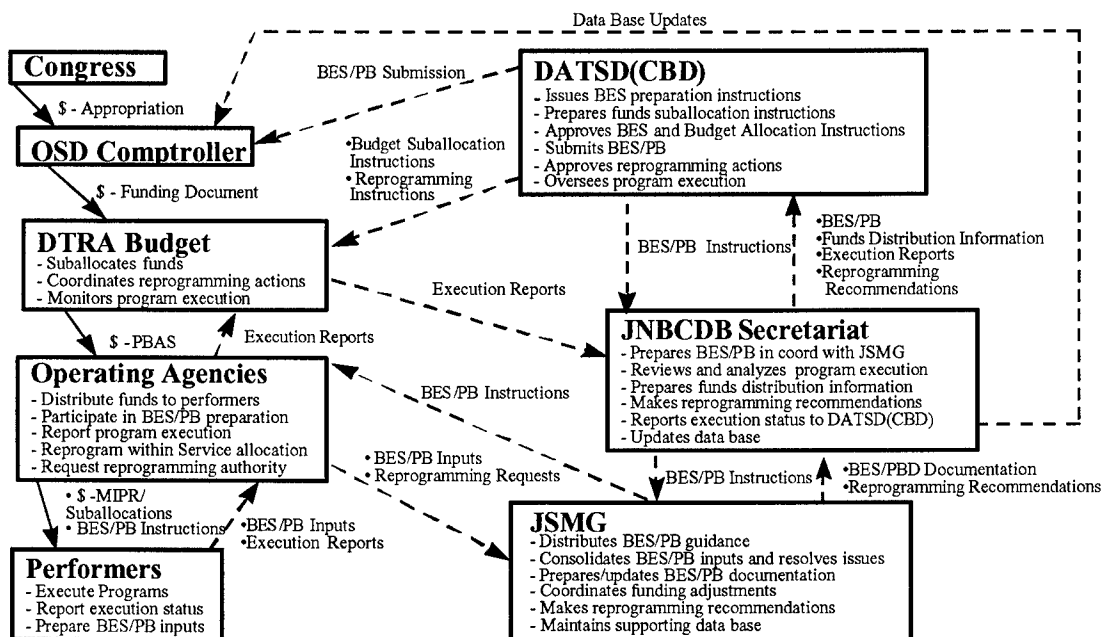 Data Base Updates
Congress
$ - Appropriation
OSD Comptroller
BES/PB Submission
DATSD(CBD)
- Issues BES preparation instructions
- Prepares funds suballocation instructions
- Approves BES and Budget Allocation Instructions
- Submits BES/PB
- Approves reprogramming actions
- Oversees program execution
•Budget Suballocation
Instructions
• Reprogramming
Instructions
$ - Funding Document
DTRA Budget
- Suballocates funds
- Coordinates reprogramming actions
- Monitors program execution
BES/PB Instructions
•BES/PB
•Funds Distribution Information
•Execution Reports
•Reprogramming
Recommendations
Execution Reports
$ -PBAS
Execution Reports
JNBCDB Secretariat
- Prepares BES/PB in coord with JSMG
- Reviews and analyzes program execution
- Prepares funds distribution information
- Makes reprogramming recommendations
- Reports execution status to DATSD(CBD)
- Updates data base
Operating Agencies
- Distribute funds to performers
- Participate in BES/PB preparation
- Report program execution
- Reprogram within Service allocation
- Request reprogramming authority
BES/PB Instructions
• BES/PB Inputs
• Reprogramming Requests
BES/PB Instructions
•BES/PBD Documentation
•Reprogramming Recommendations
• $ -MIPR/
Suballocations
• BES/PB Instructions
•BES/PB Inputs
•Execution Reports
JSMG
- Distributes BES/PB guidance
- Consolidates BES/PB inputs and resolves issues
- Prepares/updates BES/PB documentation
- Coordinates funding adjustments
- Makes reprogramming recommendations
- Maintains supporting data base
Performers
- Execute Programs
- Report execution status
- Prepare BES/PB inputs